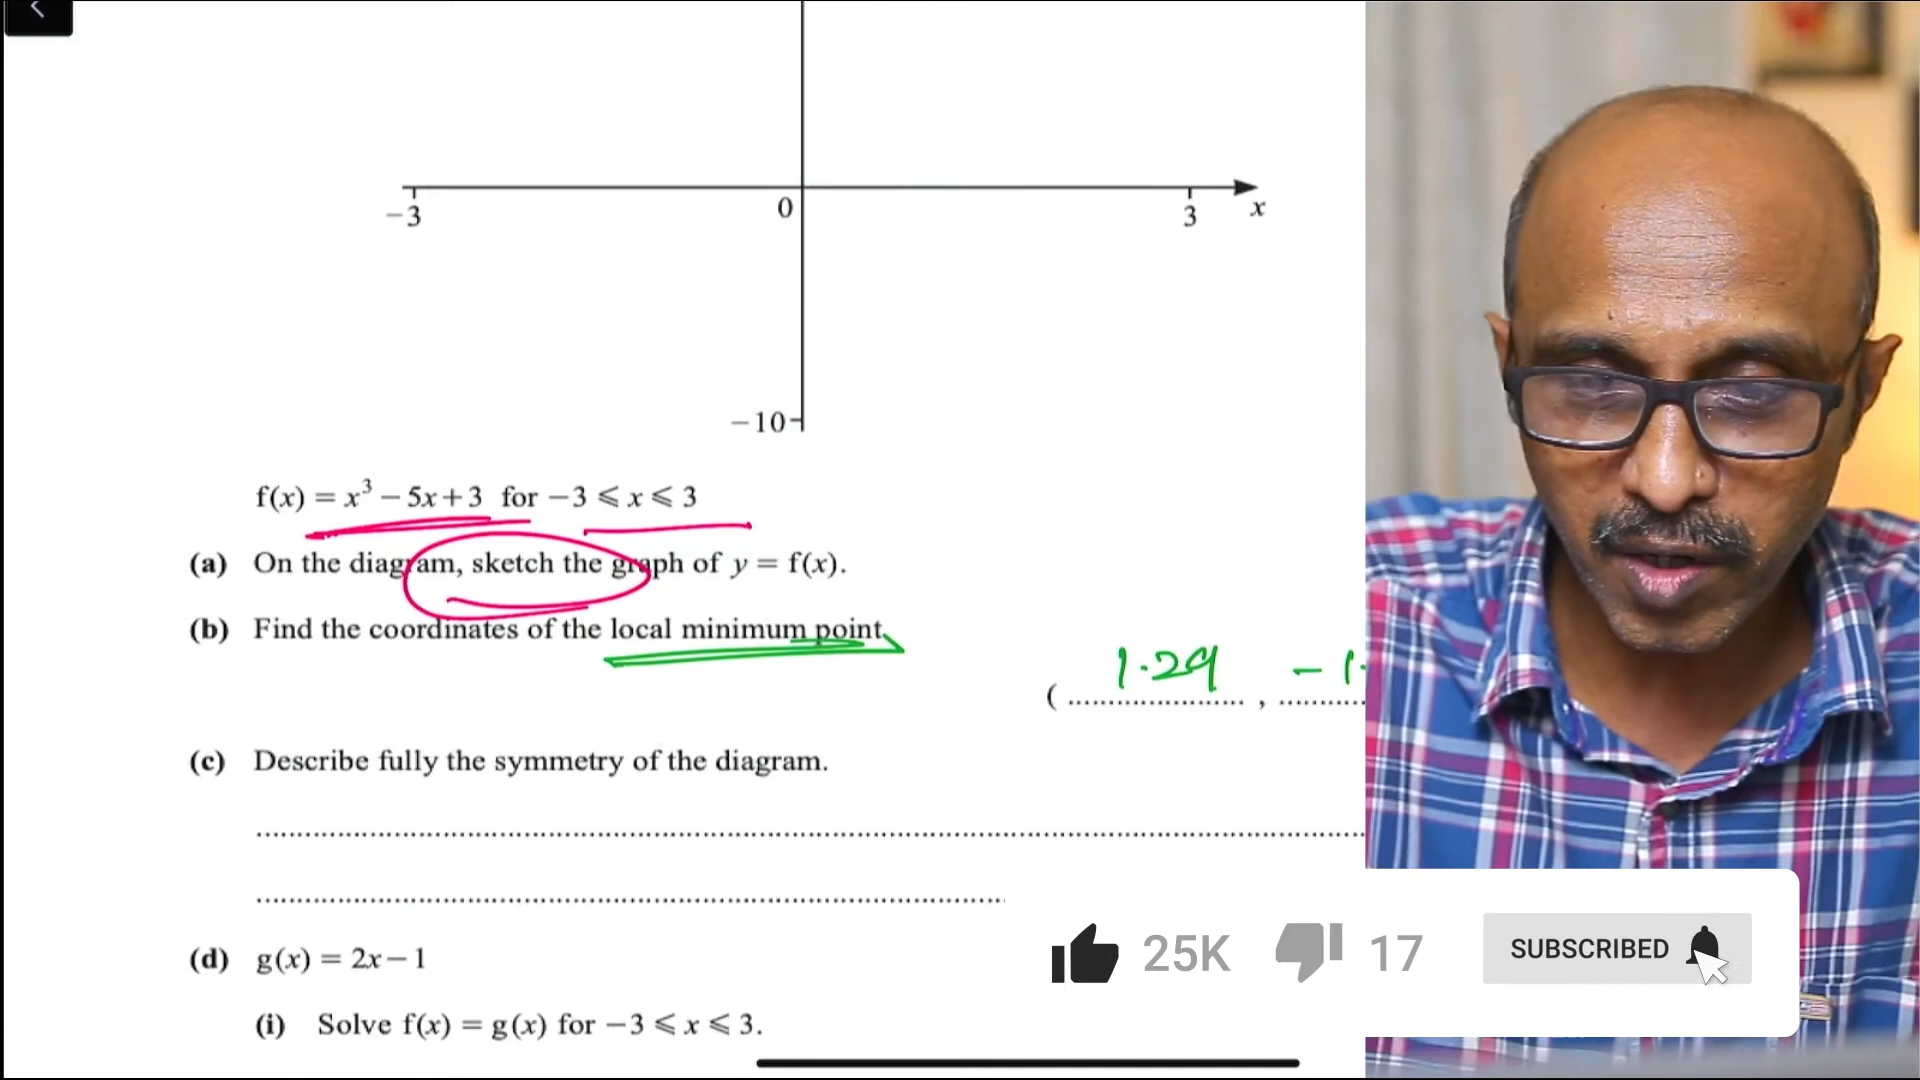 -3 0 3 x
-10
f(x) = x³ − 5x + 3 for −3 ⩽ x ⩽ 3
(a) On the diagram, sketch the graph of y = f(x).
(b) Find the coordinates of the local minimum point.
1.29 -1.
( ...................... , ...........
(c) Describe fully the symmetry of the diagram.
(d) g(x) = 2x − 1
(i) Solve f(x) = g(x) for −3 ⩽ x ⩽ 3.
25K 17 SUBSCRIBED